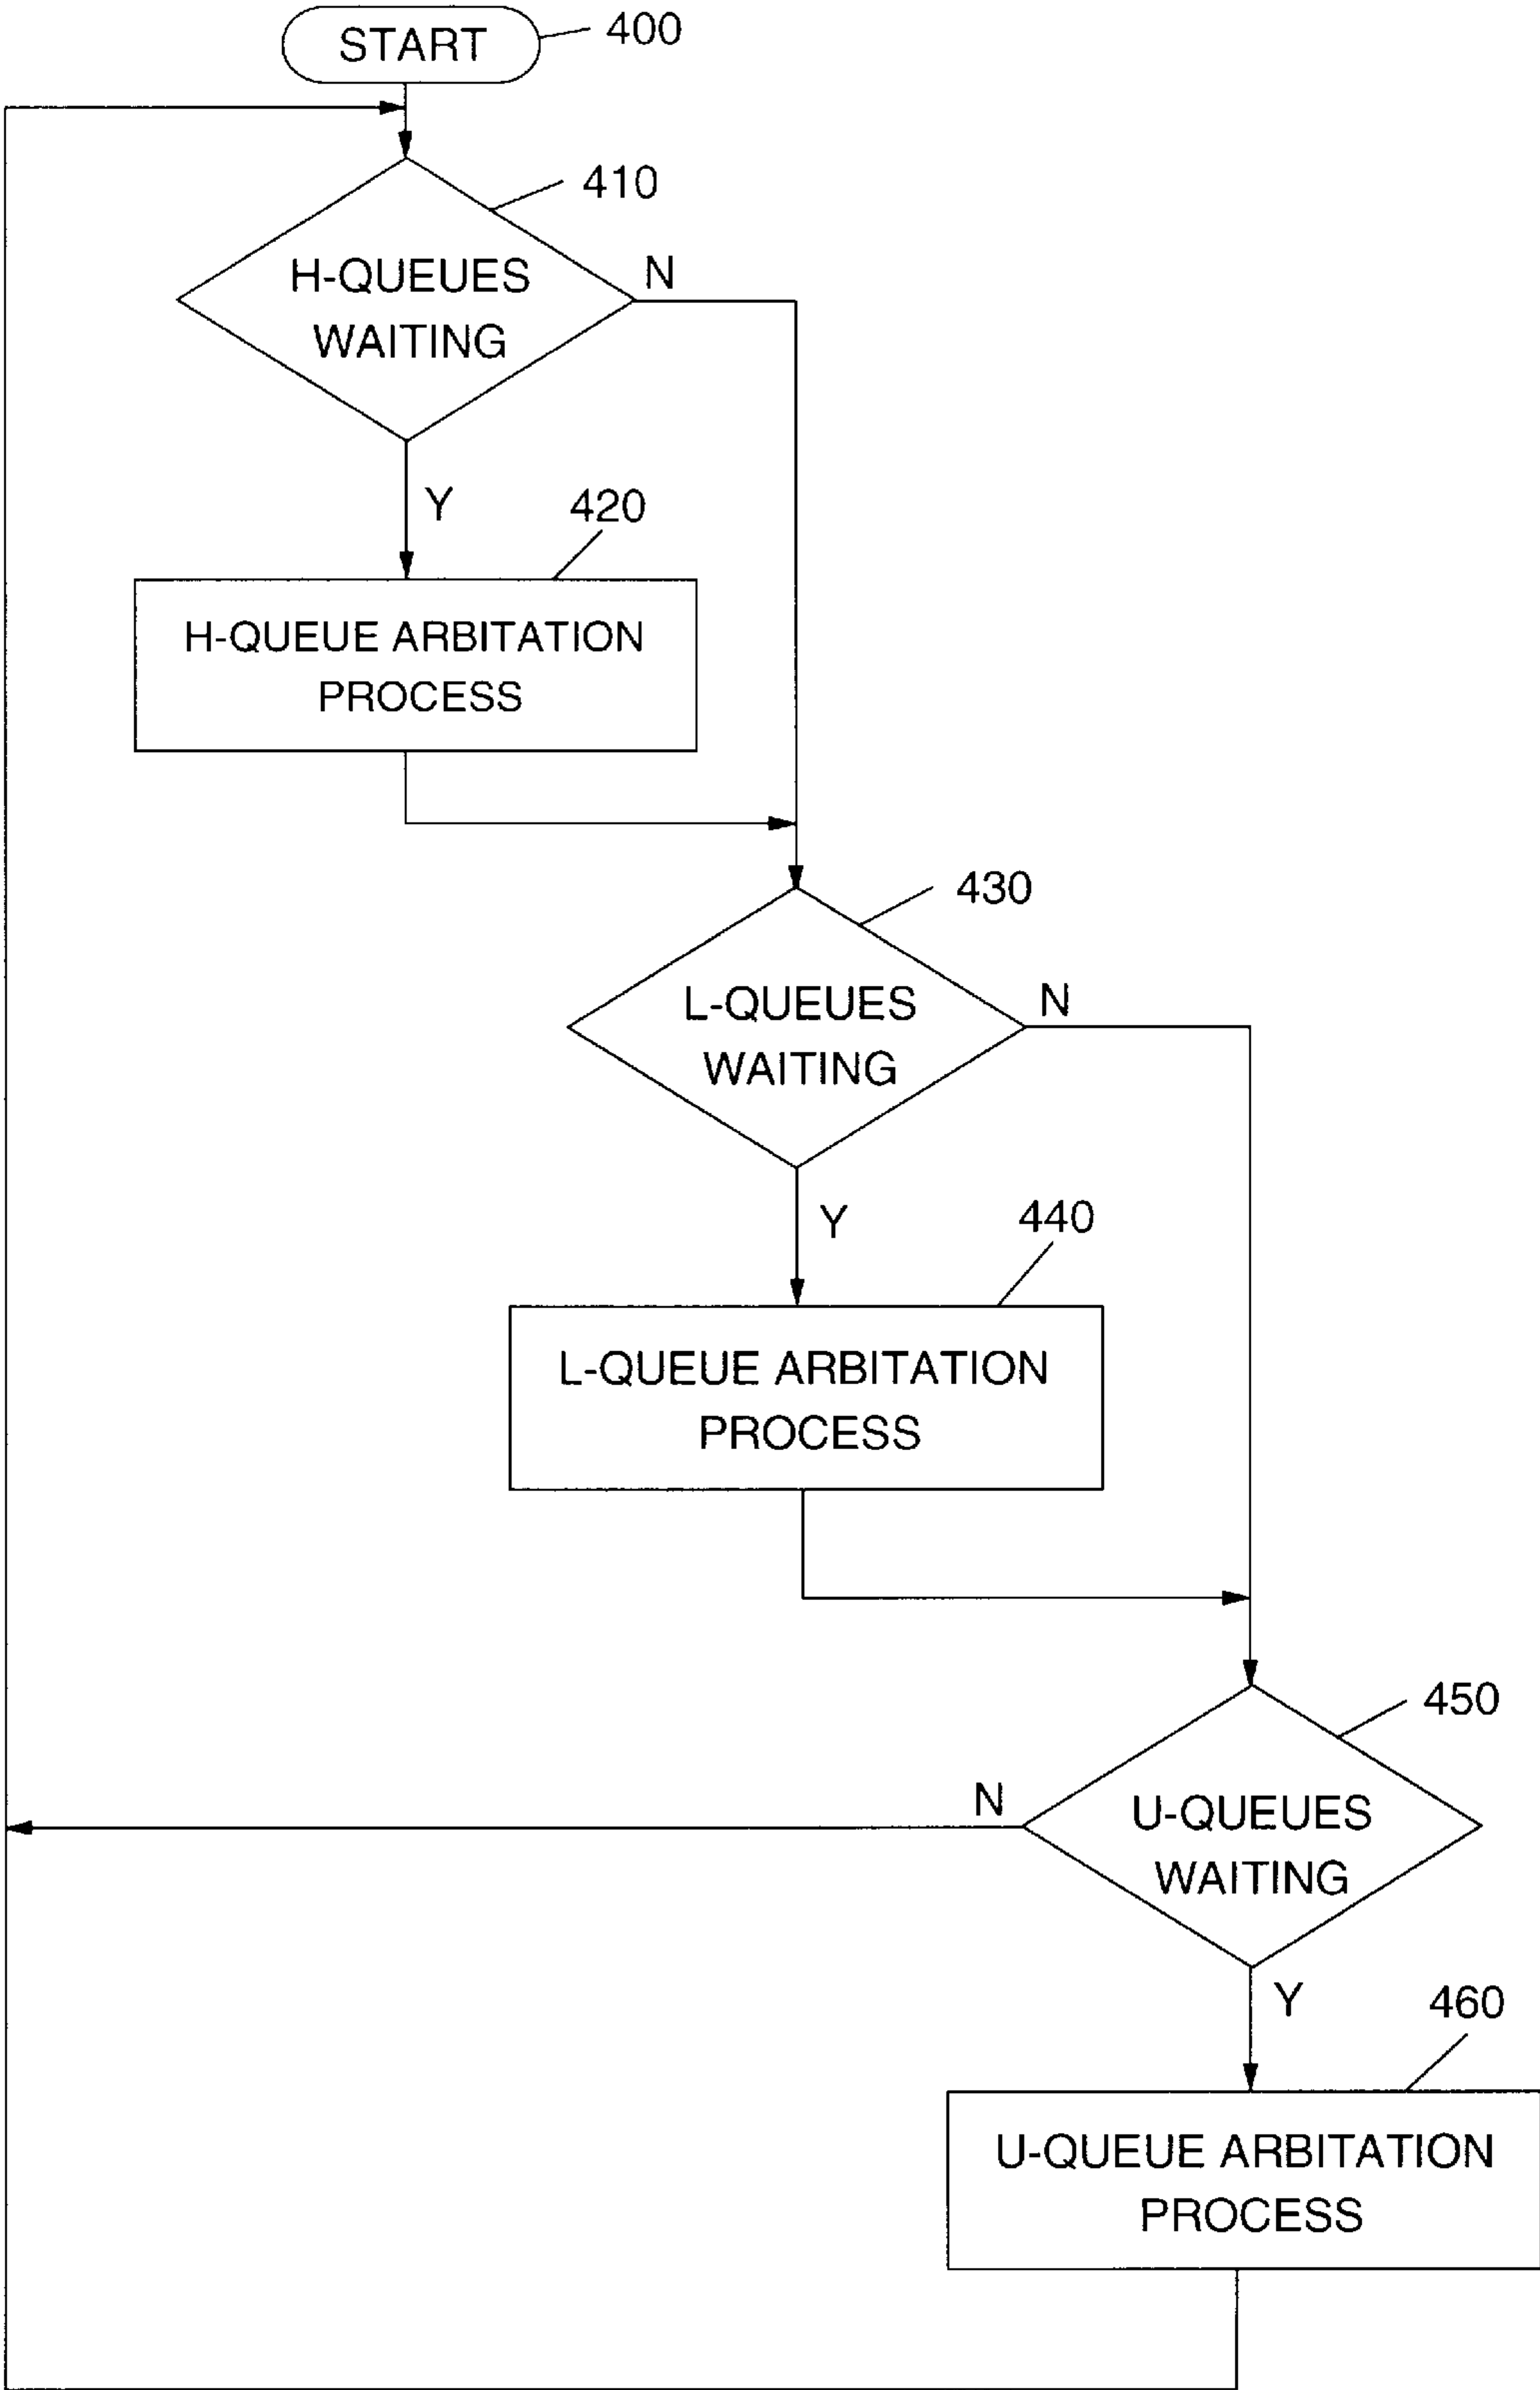 START
400
410
H-QUEUES
WAITING
N
Y
420
H-QUEUE ARBITATION
PROCESS
430
L-QUEUES
WAITING
N
Y
440
L-QUEUE ARBITATION
PROCESS
450
N
U-QUEUES
WAITING
Y
460
U-QUEUE ARBITATION
PROCESS